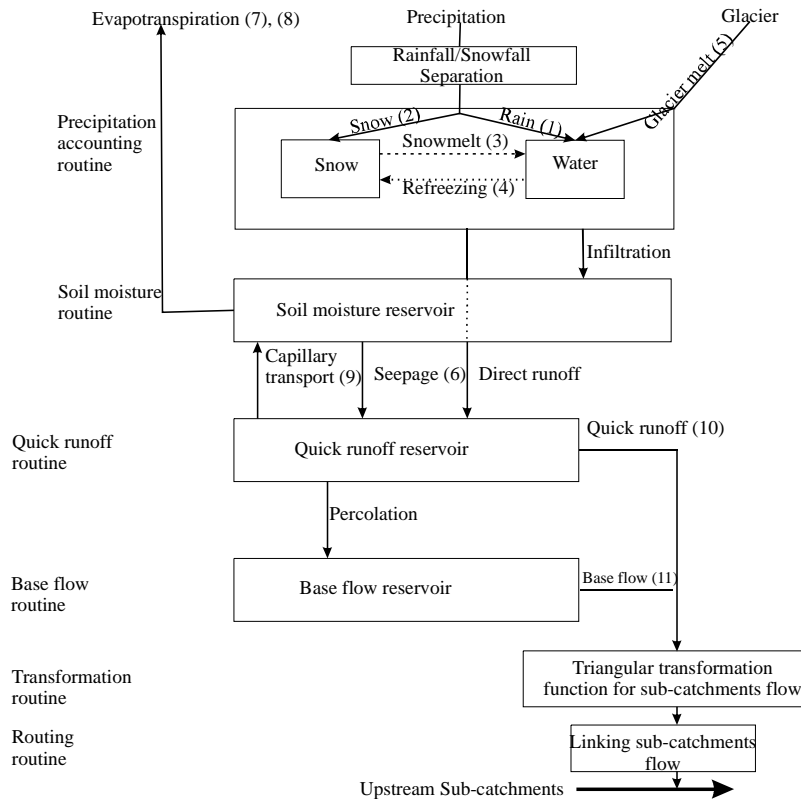 Evapotranspiration (7), (8)
Precipitation
Glacier
Rainfall/Snowfall
Separation
Glacier melt (5)
Snow (2)
Rain (1)
Precipitation
accounting
routine
Snowmelt (3)
Snow
Water
Refreezing (4)
Infiltration
Soil moisture
routine
Soil moisture reservoir
Capillary
transport (9)
Seepage (6)
Direct runoff
Quick runoff
routine
Quick runoff reservoir
Quick runoff (10)
Percolation
Base flow
routine
Base flow reservoir
Base flow (11)
Transformation
routine
Triangular transformation
function for sub-catchments flow
Routing
routine
Linking sub-catchments
flow
Upstream Sub-catchments